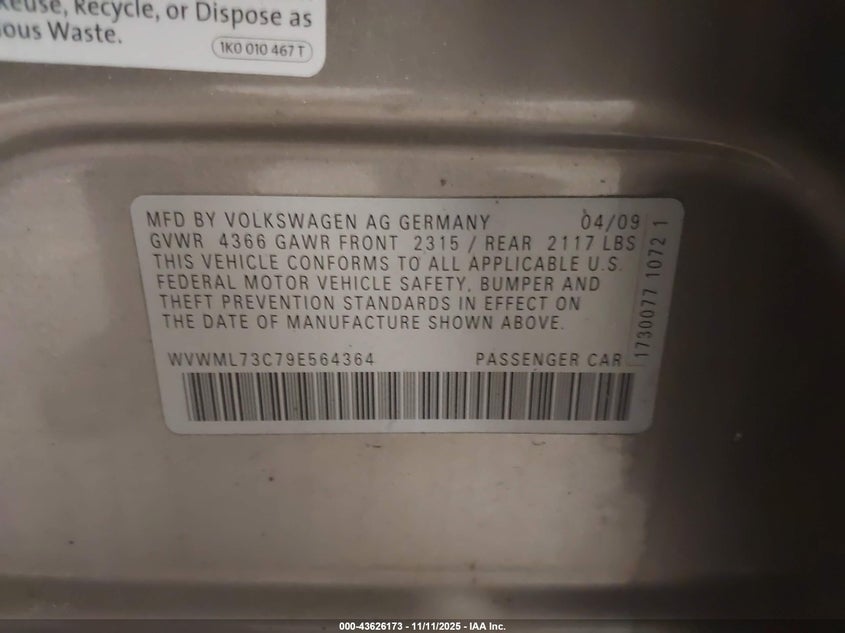 Reuse, Recycle, or Dispose as
ous Waste.
1K0 010 467 T
MFD BY VOLKSWAGEN AG GERMANY 04/09
GVWR 4366 GAWR FRONT 2315 / REAR 2117 LBS
THIS VEHICLE CONFORMS TO ALL APPLICABLE U.S.
FEDERAL MOTOR VEHICLE SAFETY, BUMPER AND
THEFT PREVENTION STANDARDS IN EFFECT ON
THE DATE OF MANUFACTURE SHOWN ABOVE.
WVWML73C79E564364 PASSENGER CAR
1730077 1072 1
000-43626173 - 11/11/2025 - IAA Inc.